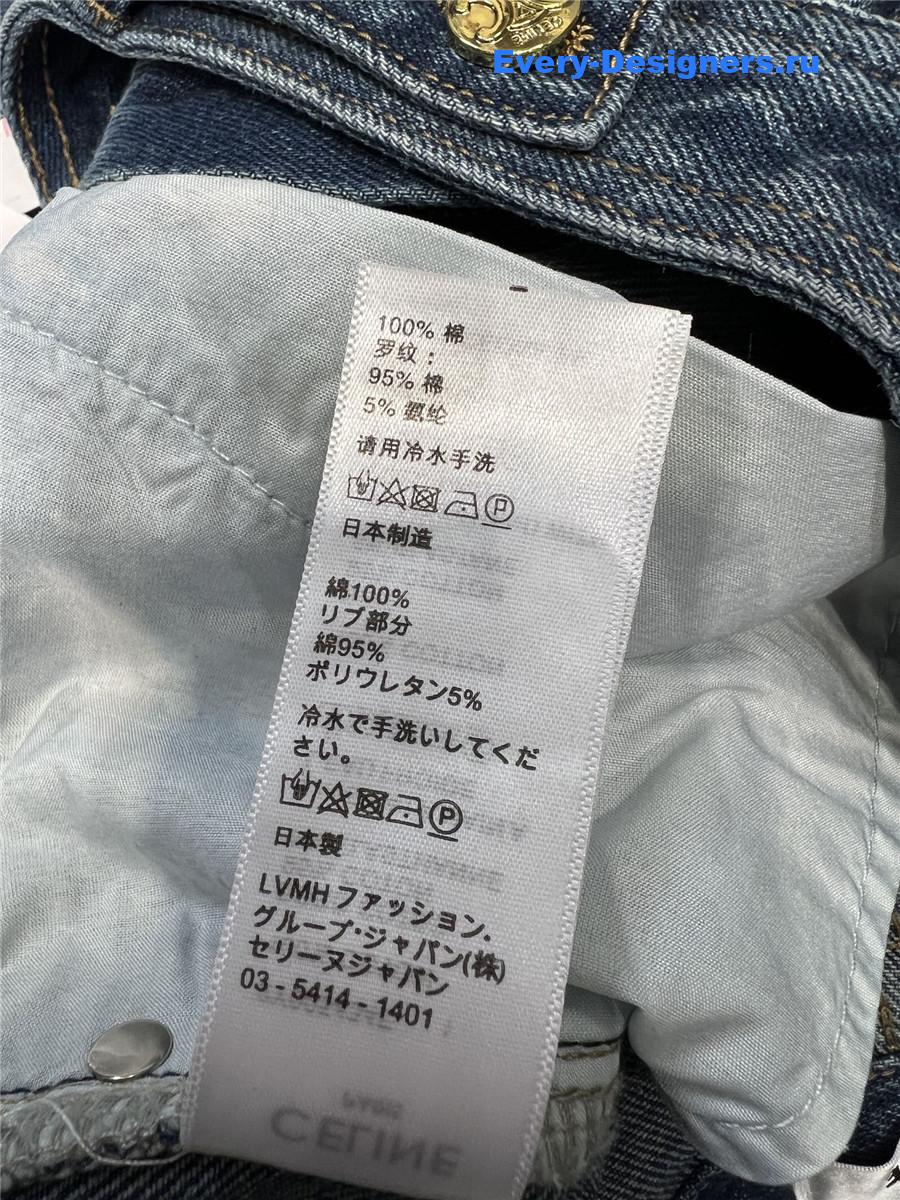 Every-Designers.ru
100% 棉
罗纹：
95% 棉
5% 氨纶
请用冷水手洗
P
日本制造
綿100%
リブ部分
綿95%
ポリウレタン5%
冷水で手洗いしてくだ
さい。
P
日本製
LVMH ファッション.
グループ・ジャパン(株)
セリーヌジャパン
03 - 5414 - 1401
PARIS
CELINE